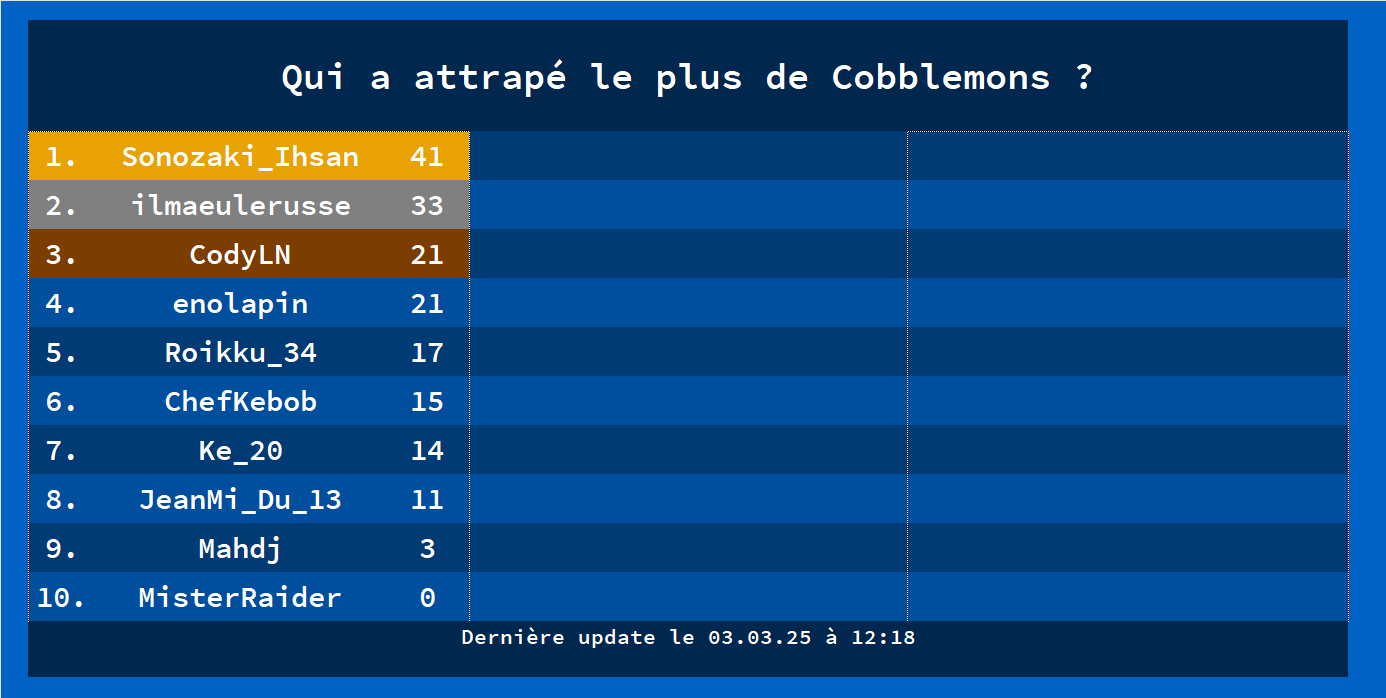 Qui a attrapé le plus de Cobblemons ?
1. Sonozaki_Ihsan 41
2. ilmaeulerusse 33
3. CodyLN 21
4. enolapin 21
5. Roikku_34 17
6. ChefKebob 15
7. Ke_20 14
8. JeanMi_Du_13 11
9. Mahdj 3
10. MisterRaider 0
Dernière update le 03.03.25 à 12:18